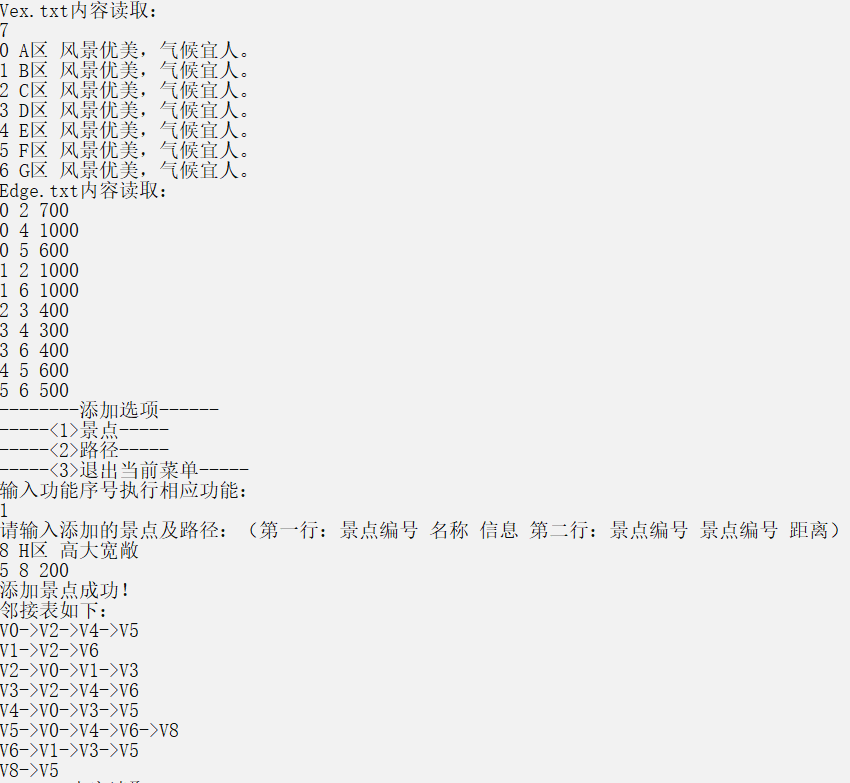 Vex.txt内容读取：
7
0 A区 风景优美，气候宜人。
1 B区 风景优美，气候宜人。
2 C区 风景优美，气候宜人。
3 D区 风景优美，气候宜人。
4 E区 风景优美，气候宜人。
5 F区 风景优美，气候宜人。
6 G区 风景优美，气候宜人。
Edge.txt内容读取：
0 2 700
0 4 1000
0 5 600
1 2 1000
1 6 1000
2 3 400
3 4 300
3 6 400
4 5 600
5 6 500
--------添加选项------
-----<1>景点-----
-----<2>路径-----
-----<3>退出当前菜单-----
输入功能序号执行相应功能：
1
请输入添加的景点及路径：（第一行：景点编号 名称 信息 第二行：景点编号 景点编号 距离）
8 H区 高大宽敞
5 8 200
添加景点成功！
邻接表如下：
V0->V2->V4->V5
V1->V2->V6
V2->V0->V1->V3
V3->V2->V4->V6
V4->V0->V3->V5
V5->V0->V4->V6->V8
V6->V1->V3->V5
V8->V5